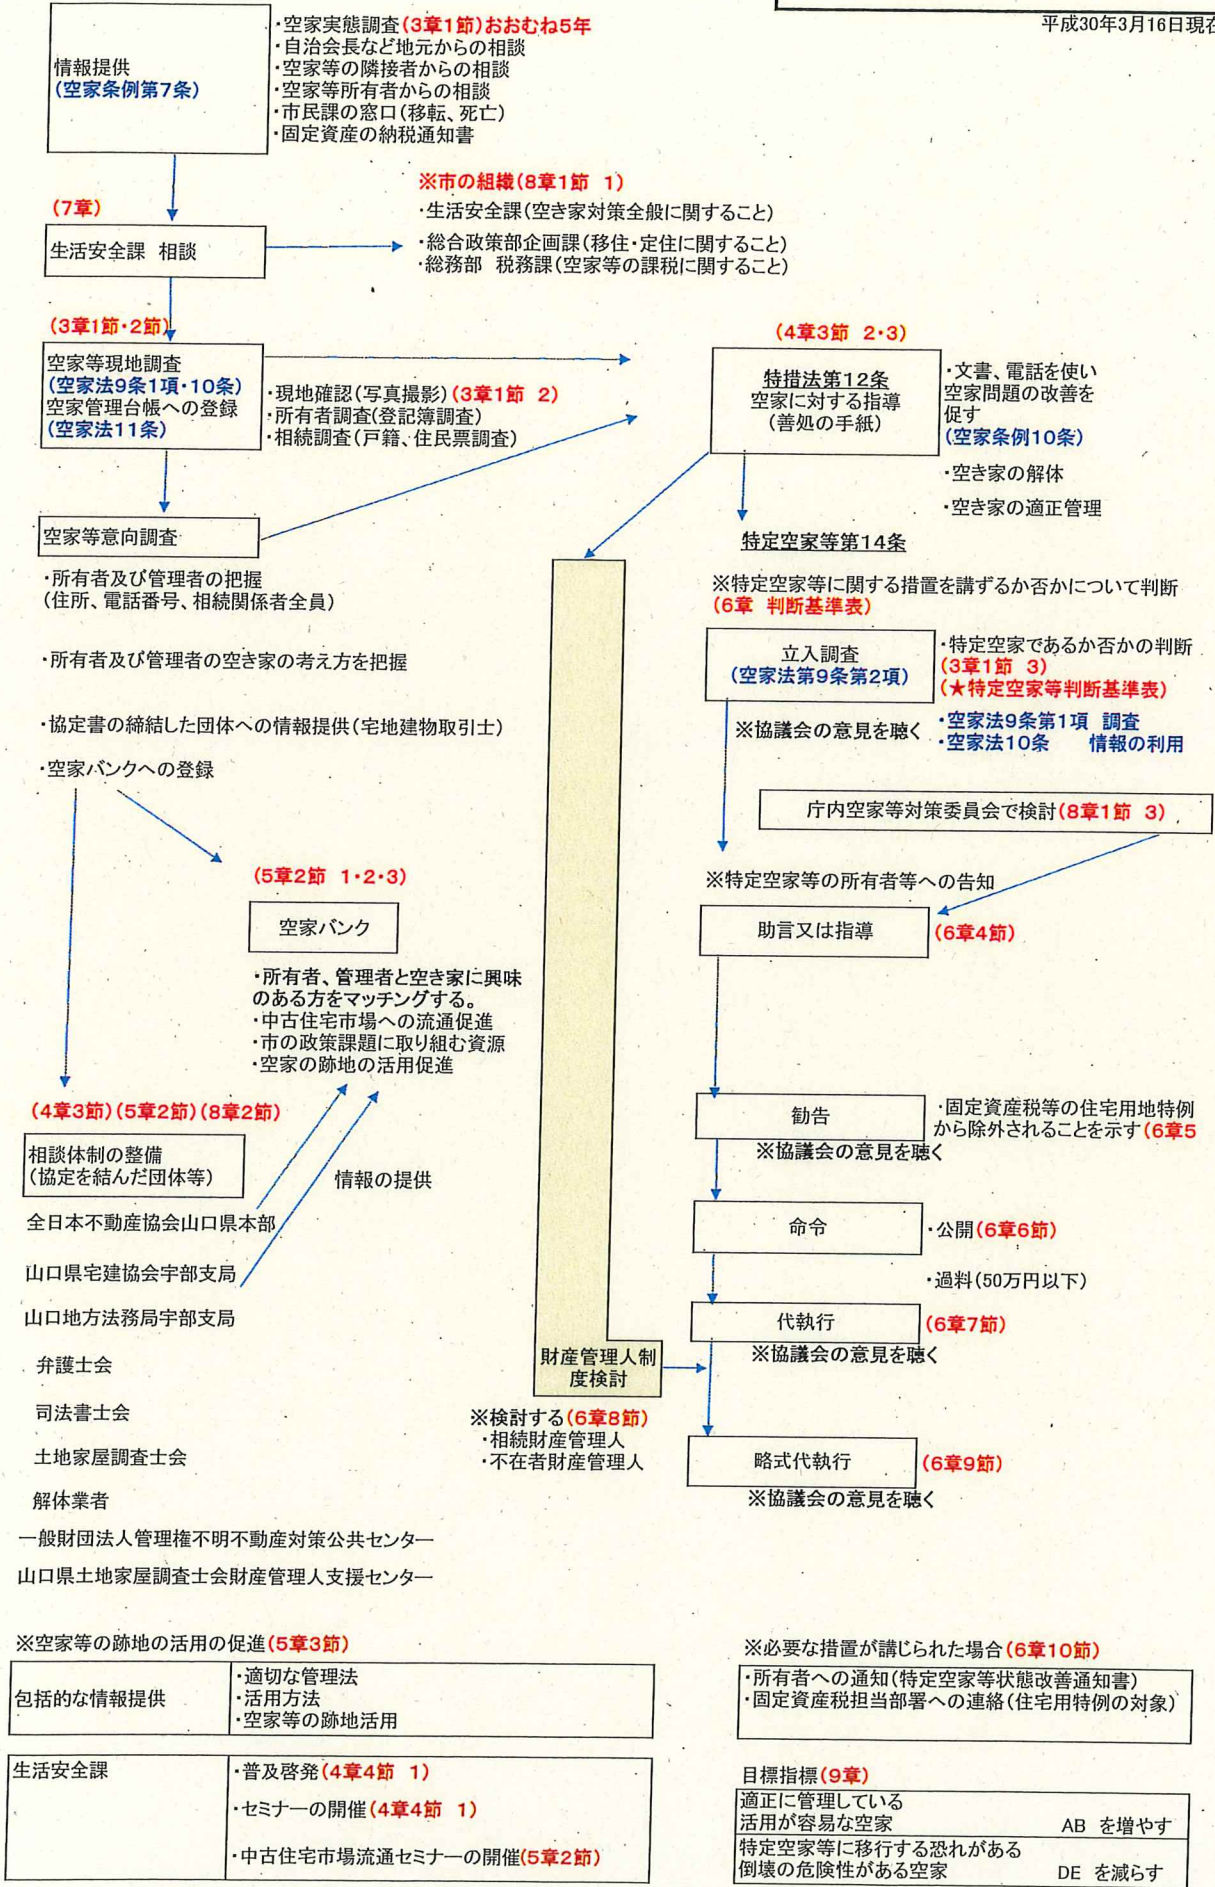 平成30年3月16日現在
情報提供
(空家条例第7条)
・空家実態調査(3章1節)おおむね5年
・自治会長など地元からの相談
・空家等の隣接者からの相談
・空家等所有者からの相談
・市民課の窓口(移転、死亡)
・固定資産の納税通知書
(7章)
生活安全課 相談
※市の組織(8章1節 1)
・生活安全課(空き家対策全般に関すること)
・総合政策部企画課(移住・定住に関すること)
・総務部 税務課(空家等の課税に関すること)
(3章1節・2節)
空家等現地調査
(空家法9条1項・10条)
空家管理台帳への登録
(空家法11条)
・現地確認(写真撮影)(3章1節 2)
・所有者調査(登記簿調査)
・相続調査(戸籍、住民票調査)
(4章3節 2・3)
特措法第12条
空家に対する指導
(善処の手紙)
・文書、電話を使い
空家問題の改善を
促す
(空家条例10条)
・空き家の解体
・空き家の適正管理
空家等意向調査
・所有者及び管理者の把握
(住所、電話番号、相続関係者全員)
・所有者及び管理者の空き家の考え方を把握
・協定書の締結した団体への情報提供(宅地建物取引士)
・空家バンクへの登録
特定空家等第14条
※特定空家等に関する措置を講ずるか否かについて判断
(6章 判断基準表)
立入調査
(空家法第9条第2項)
・特定空家であるか否かの判断
(3章1節 3)
(★特定空家等判断基準表)
※協議会の意見を聴く
・空家法9条第1項 調査
・空家法10条 情報の利用
庁内空家等対策委員会で検討(8章1節 3)
※特定空家等の所有者等への告知
助言又は指導
(6章4節)
(5章2節 1・2・3)
空家バンク
・所有者、管理者と空き家に興味
のある方をマッチングする。
・中古住宅市場への流通促進
・市の政策課題に取り組む資源
・空家の跡地の活用促進
(4章3節)(5章2節)(8章2節)
相談体制の整備
(協定を結んだ団体等)
情報の提供
全日本不動産協会山口県本部
山口県宅建協会宇部支局
山口地方法務局宇部支局
弁護士会
司法書士会
土地家屋調査士会
解体業者
一般財団法人管理権不明不動産対策公共センター
山口県土地家屋調査士会財産管理人支援センター
勧告
・固定資産税等の住宅用地特例
から除外されることを示す(6章5
※協議会の意見を聴く
命令
・公開(6章6節)
・過料(50万円以下)
代執行
(6章7節)
※協議会の意見を聴く
財産管理人制
度検討
※検討する(6章8節)
・相続財産管理人
・不在者財産管理人
略式代執行
(6章9節)
※協議会の意見を聴く
※空家等の跡地の活用の促進(5章3節)
包括的な情報提供
・適切な管理法
・活用方法
・空家等の跡地活用
生活安全課
・普及啓発(4章4節 1)
・セミナーの開催(4章4節 1)
・中古住宅市場流通セミナーの開催(5章2節)
※必要な措置が講じられた場合(6章10節)
・所有者への通知(特定空家等状態改善通知書)
・固定資産税担当部署への連絡(住宅用特例の対象)
目標指標(9章)
適正に管理している
活用が容易な空家 AB を増やす
特定空家等に移行する恐れがある
倒壊の危険性がある空家 DE を減らす